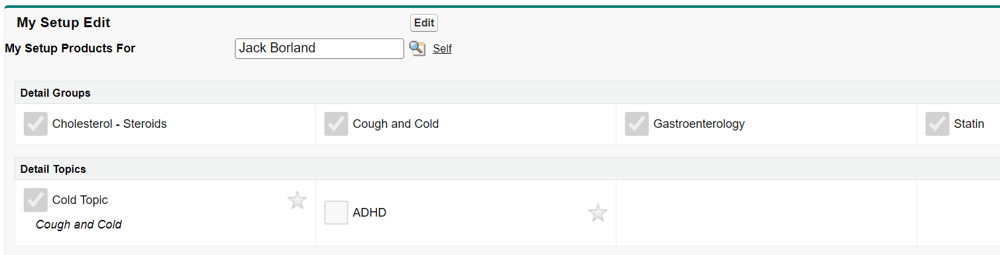 My Setup Edit Edit
My Setup Products For Jack Borland Self
Detail Groups
Cholesterol - Steroids Cough and Cold Gastroenterology Statin
Detail Topics
Cold Topic ADHD
Cough and Cold